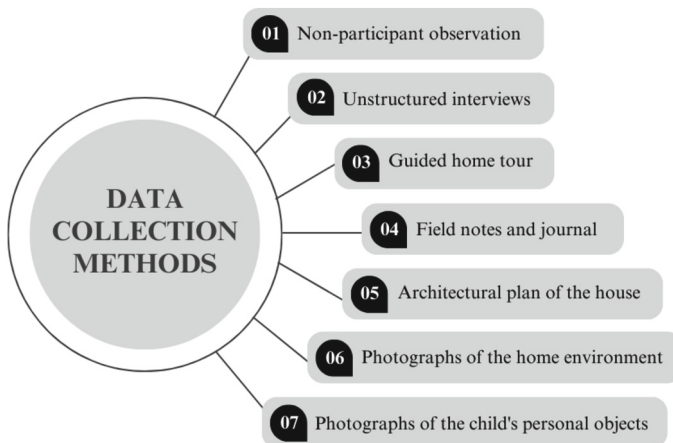 DATA
COLLECTION
METHODS
01 Non-participant observation
02 Unstructured interviews
03 Guided home tour
04 Field notes and journal
05 Architectural plan of the house
06 Photographs of the home environment
07 Photographs of the child's personal objects